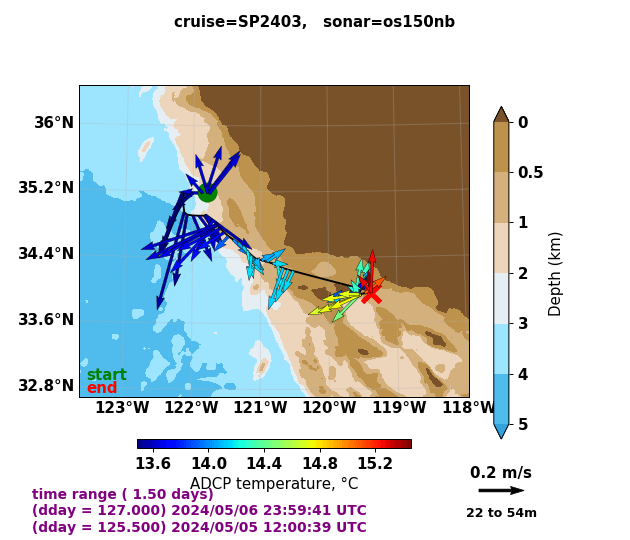 cruise=SP2403,   sonar=os150nb
36°N
35.2°N
34.4°N
33.6°N
32.8°N
start
end
123°W 122°W 121°W 120°W 119°W 118°W
0
0.5
1
2
3
4
5
Depth (km)
13.6 14.0 14.4 14.8 15.2
ADCP temperature, °C
0.2 m/s
22 to 54m
time range ( 1.50 days)
(dday = 127.000) 2024/05/06 23:59:41 UTC
(dday = 125.500) 2024/05/05 12:00:39 UTC